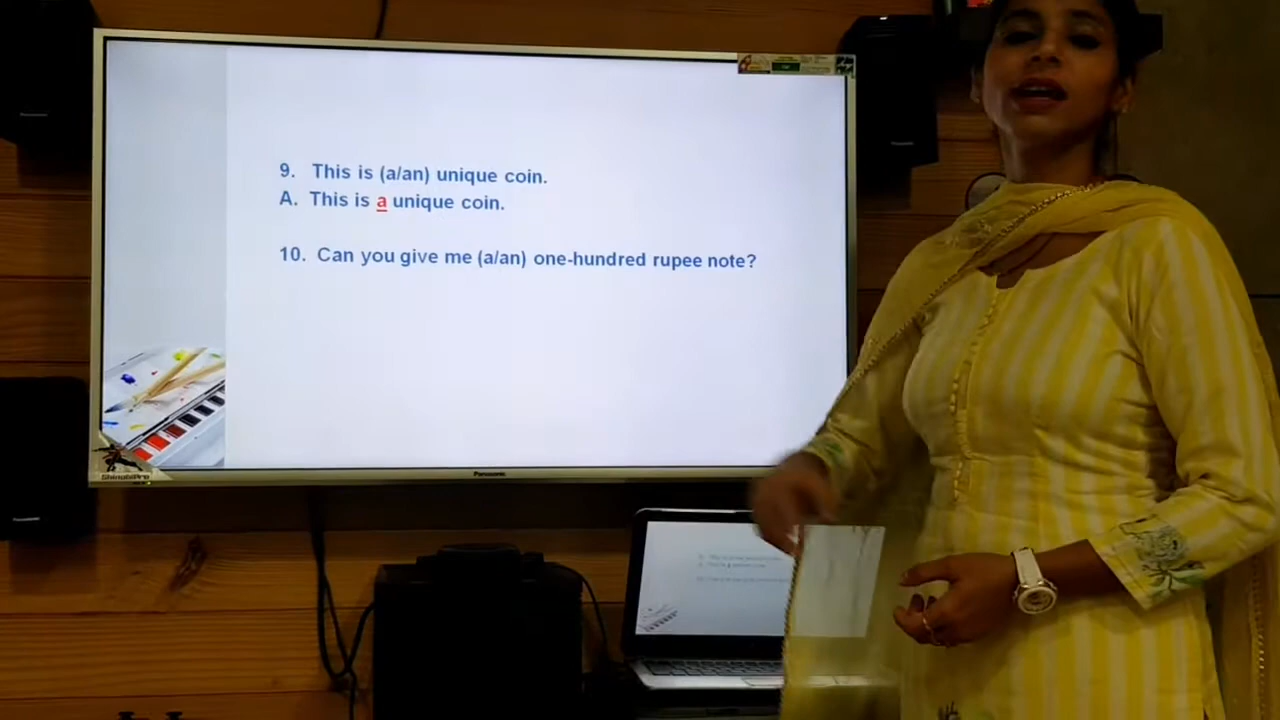 9. This is (a/an) unique coin.
A. This is a unique coin.
10. Can you give me (a/an) one-hundred rupee note?
Panasonic